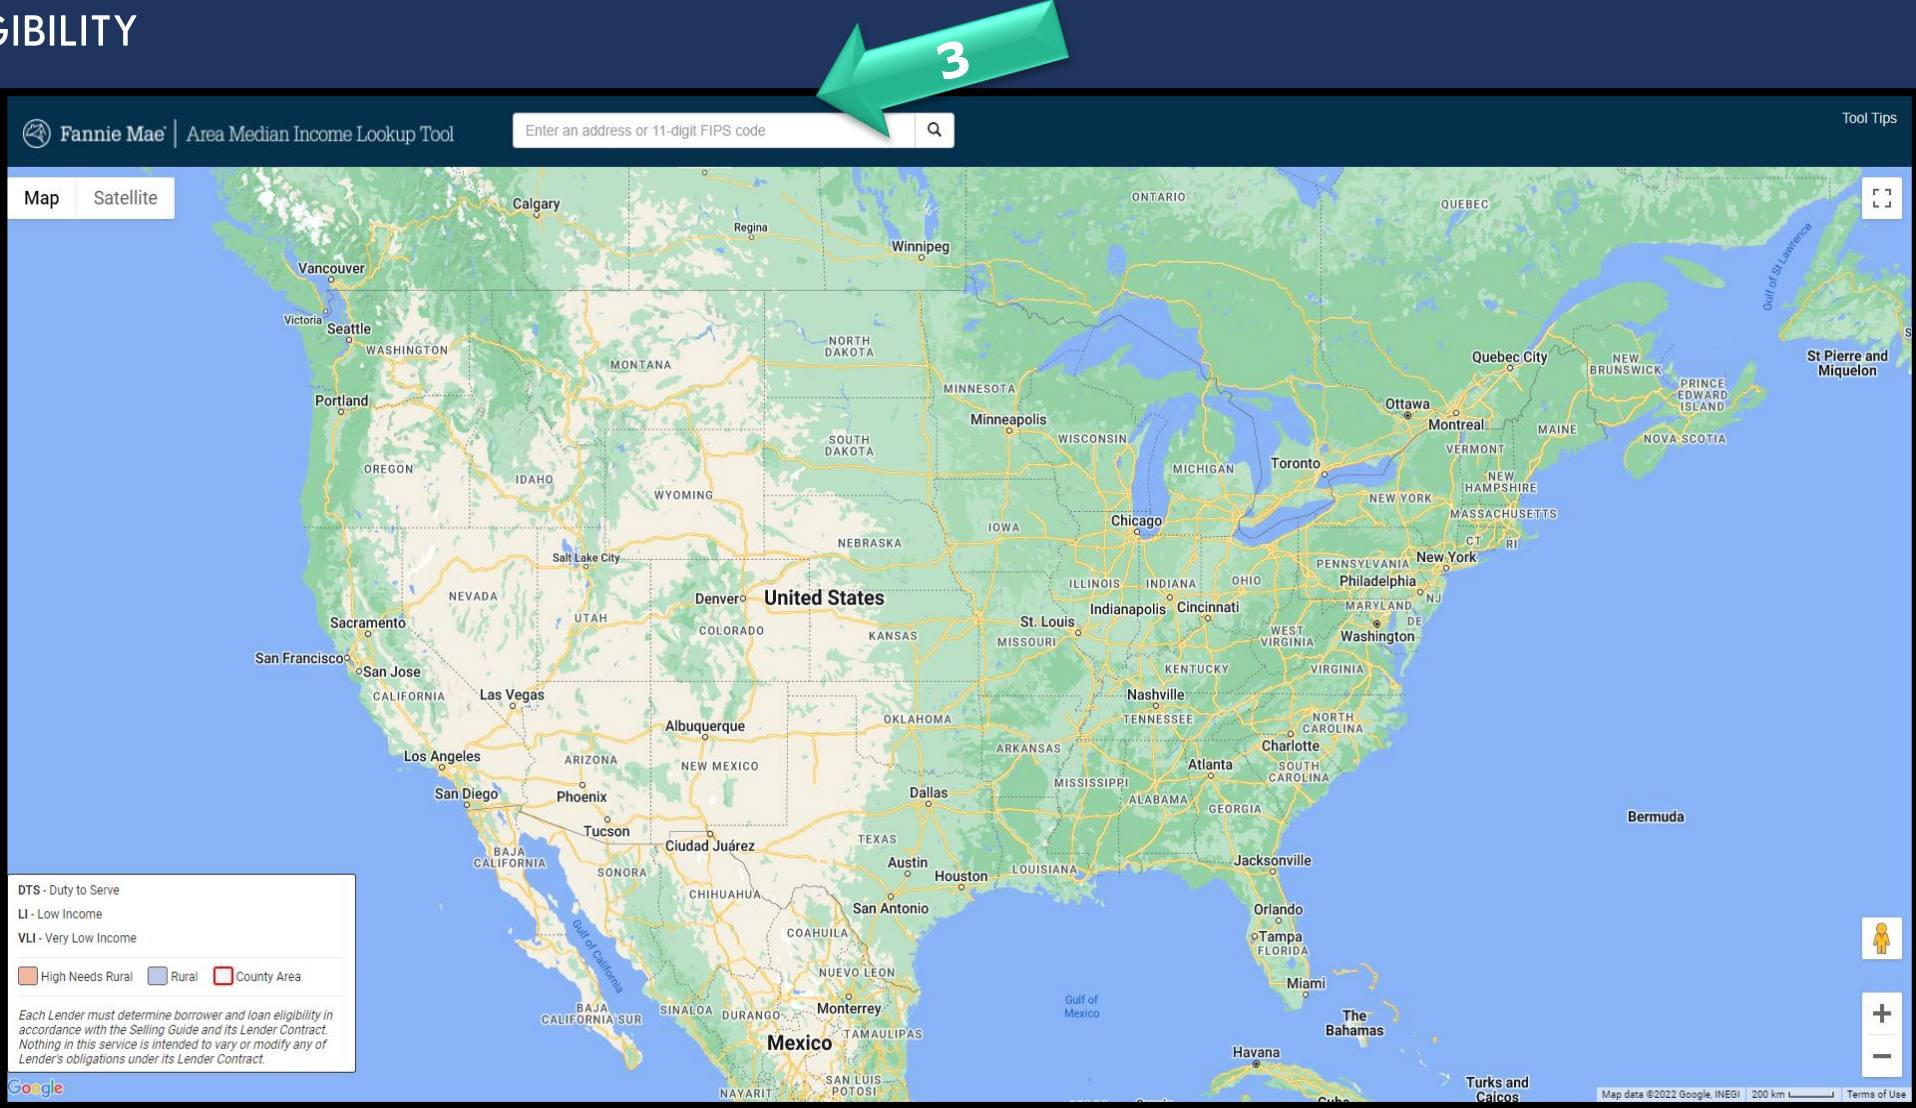 GIBILITY
3
Fannie Mae | Area Median Income Lookup Tool
Enter an address or 11-digit FIPS code
Tool Tips
Map
Satellite
Calgary
Regina
Winnipeg
ONTARIO
QUEBEC
Gulf of St Lawrence
Vancouver
Victoria
Seattle
WASHINGTON
MONTANA
NORTH
DAKOTA
MINNESOTA
Quebec City
NEW
BRUNSWICK
St Pierre and
Miquelon
PRINCE
EDWARD
ISLAND
Portland
Minneapolis
Ottawa
Montreal
MAINE
NOVA SCOTIA
OREGON
IDAHO
WYOMING
SOUTH
DAKOTA
WISCONSIN
MICHIGAN
Toronto
VERMONT
NEW
HAMPSHIRE
NEW YORK
MASSACHUSETTS
CT
RI
IOWA
Chicago
NEBRASKA
Salt Lake City
PENNSYLVANIA
New York
NEVADA
UTAH
Denver
United States
ILLINOIS
INDIANA
OHIO
Philadelphia
NJ
Sacramento
COLORADO
KANSAS
St. Louis
MISSOURI
Indianapolis
Cincinnati
MARYLAND
DE
WEST
VIRGINIA
Washington
San Francisco
San Jose
CALIFORNIA
Las Vegas
KENTUCKY
VIRGINIA
Nashville
TENNESSEE
Albuquerque
OKLAHOMA
NORTH
CAROLINA
Charlotte
Los Angeles
ARIZONA
NEW MEXICO
ARKANSAS
Atlanta
SOUTH
CAROLINA
San Diego
Phoenix
Dallas
MISSISSIPPI
ALABAMA
GEORGIA
Bermuda
Tucson
Ciudad Juárez
TEXAS
BAJA
CALIFORNIA
SONORA
Austin
Houston
LOUISIANA
Jacksonville
CHIHUAHUA
San Antonio
Orlando
Gulf of California
COAHUILA
Tampa
FLORIDA
NUEVO LEON
Miami
BAJA
CALIFORNIA SUR
SINALOA
DURANGO
Monterrey
Gulf of
Mexico
The
Bahamas
Mexico
TAMAULIPAS
Havana
SAN LUIS
POTOSI
NAYARIT
Cuba
Turks and
Caicos
DTS - Duty to Serve
LI - Low Income
VLI - Very Low Income
High Needs Rural
Rural
County Area
Each Lender must determine borrower and loan eligibility in
accordance with the Selling Guide and its Lender Contract.
Nothing in this service is intended to vary or modify any of
Lender's obligations under its Lender Contract.
Google
Map data ©2022 Google, INEGI
200 km
Terms of Use